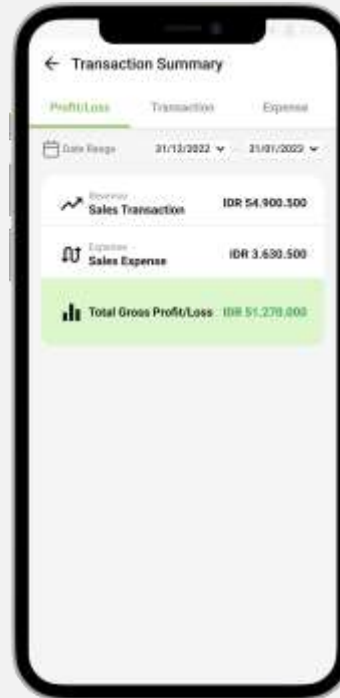 Transaction Summary
Profit/Loss Transaction Expense
Date Range 31/12/2022 31/01/2023
Revenue
Sales Transaction IDR 54.900.500
Expense
Sales Expense IDR 3.630.500
Total Gross Profit/Loss IDR 51.270.000